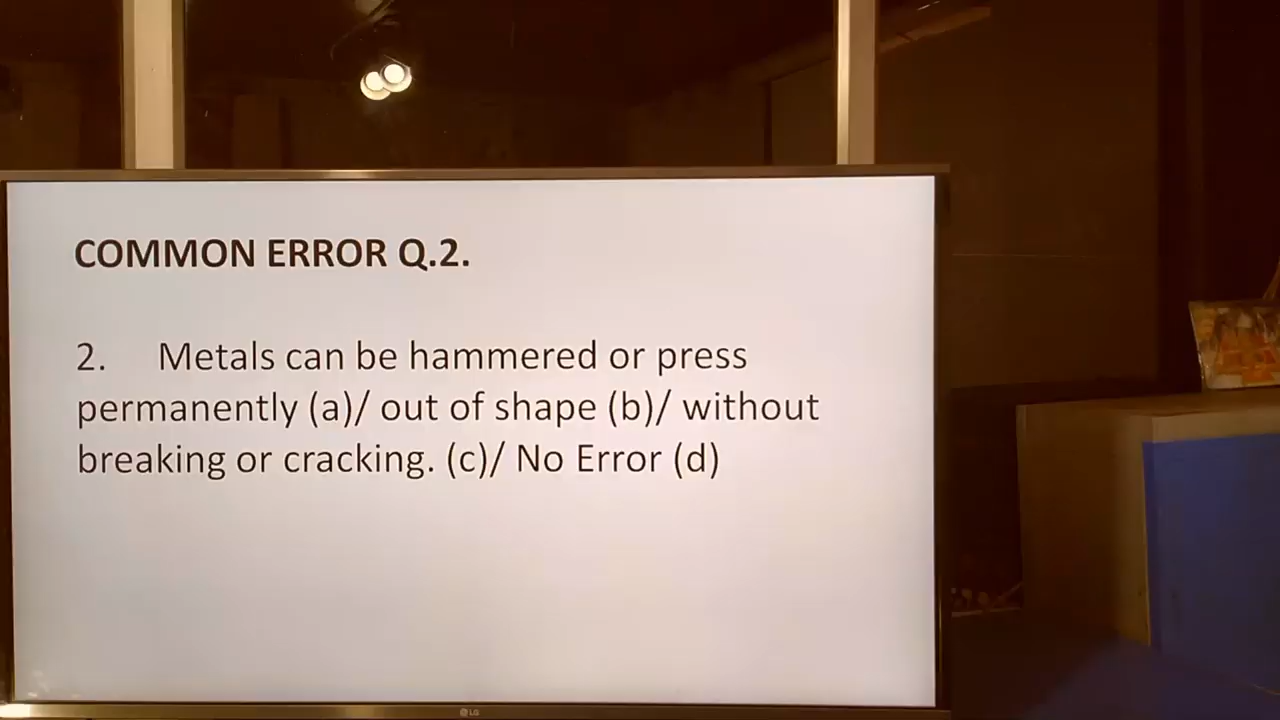 COMMON ERROR Q.2.
2. Metals can be hammered or press
permanently (a)/ out of shape (b)/ without
breaking or cracking. (c)/ No Error (d)
LG